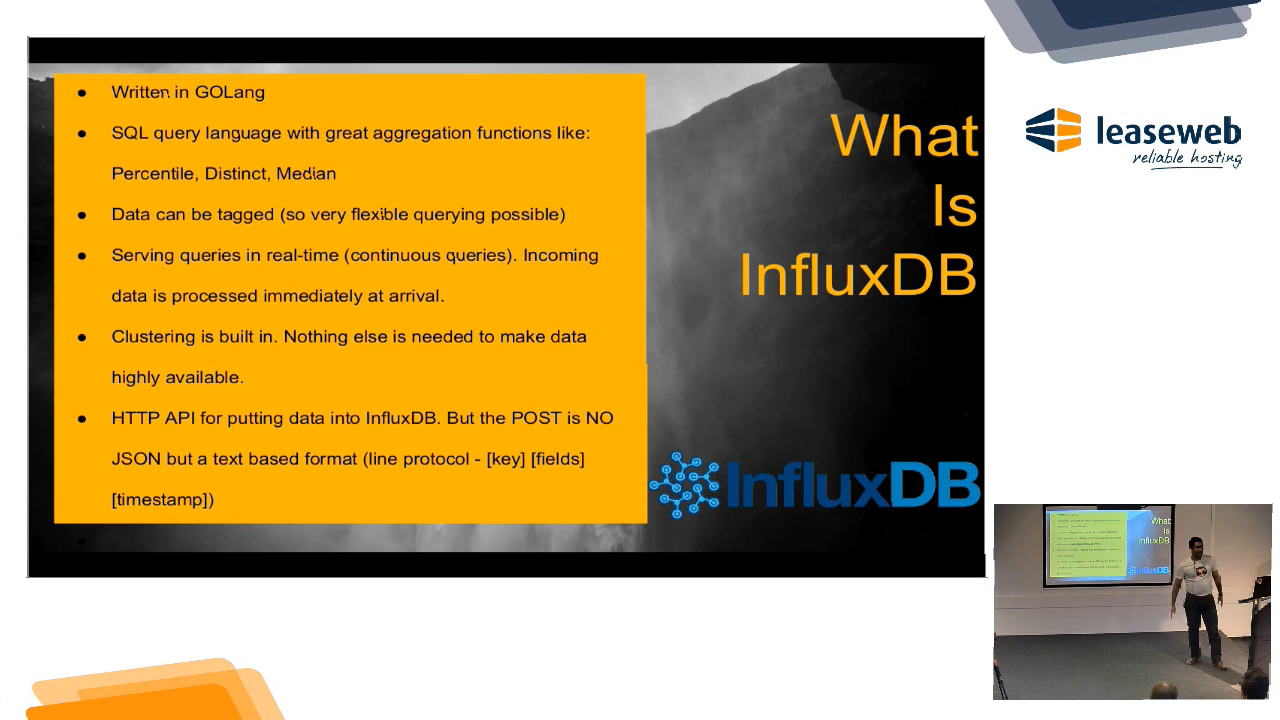 Written in GOLang
SQL query language with great aggregation functions like:
Percentile, Distinct, Median
Data can be tagged (so very flexible querying possible)
Serving queries in real-time (continuous queries). Incoming
data is processed immediately at arrival.
Clustering is built in. Nothing else is needed to make data
highly available.
HTTP API for putting data into InfluxDB. But the POST is NO
JSON but a text based format (line protocol - [key] [fields]
[timestamp])
What
Is
InfluxDB
InfluxDB
leaseweb
reliable hosting
What
Is
InfluxDB
InfluxDB